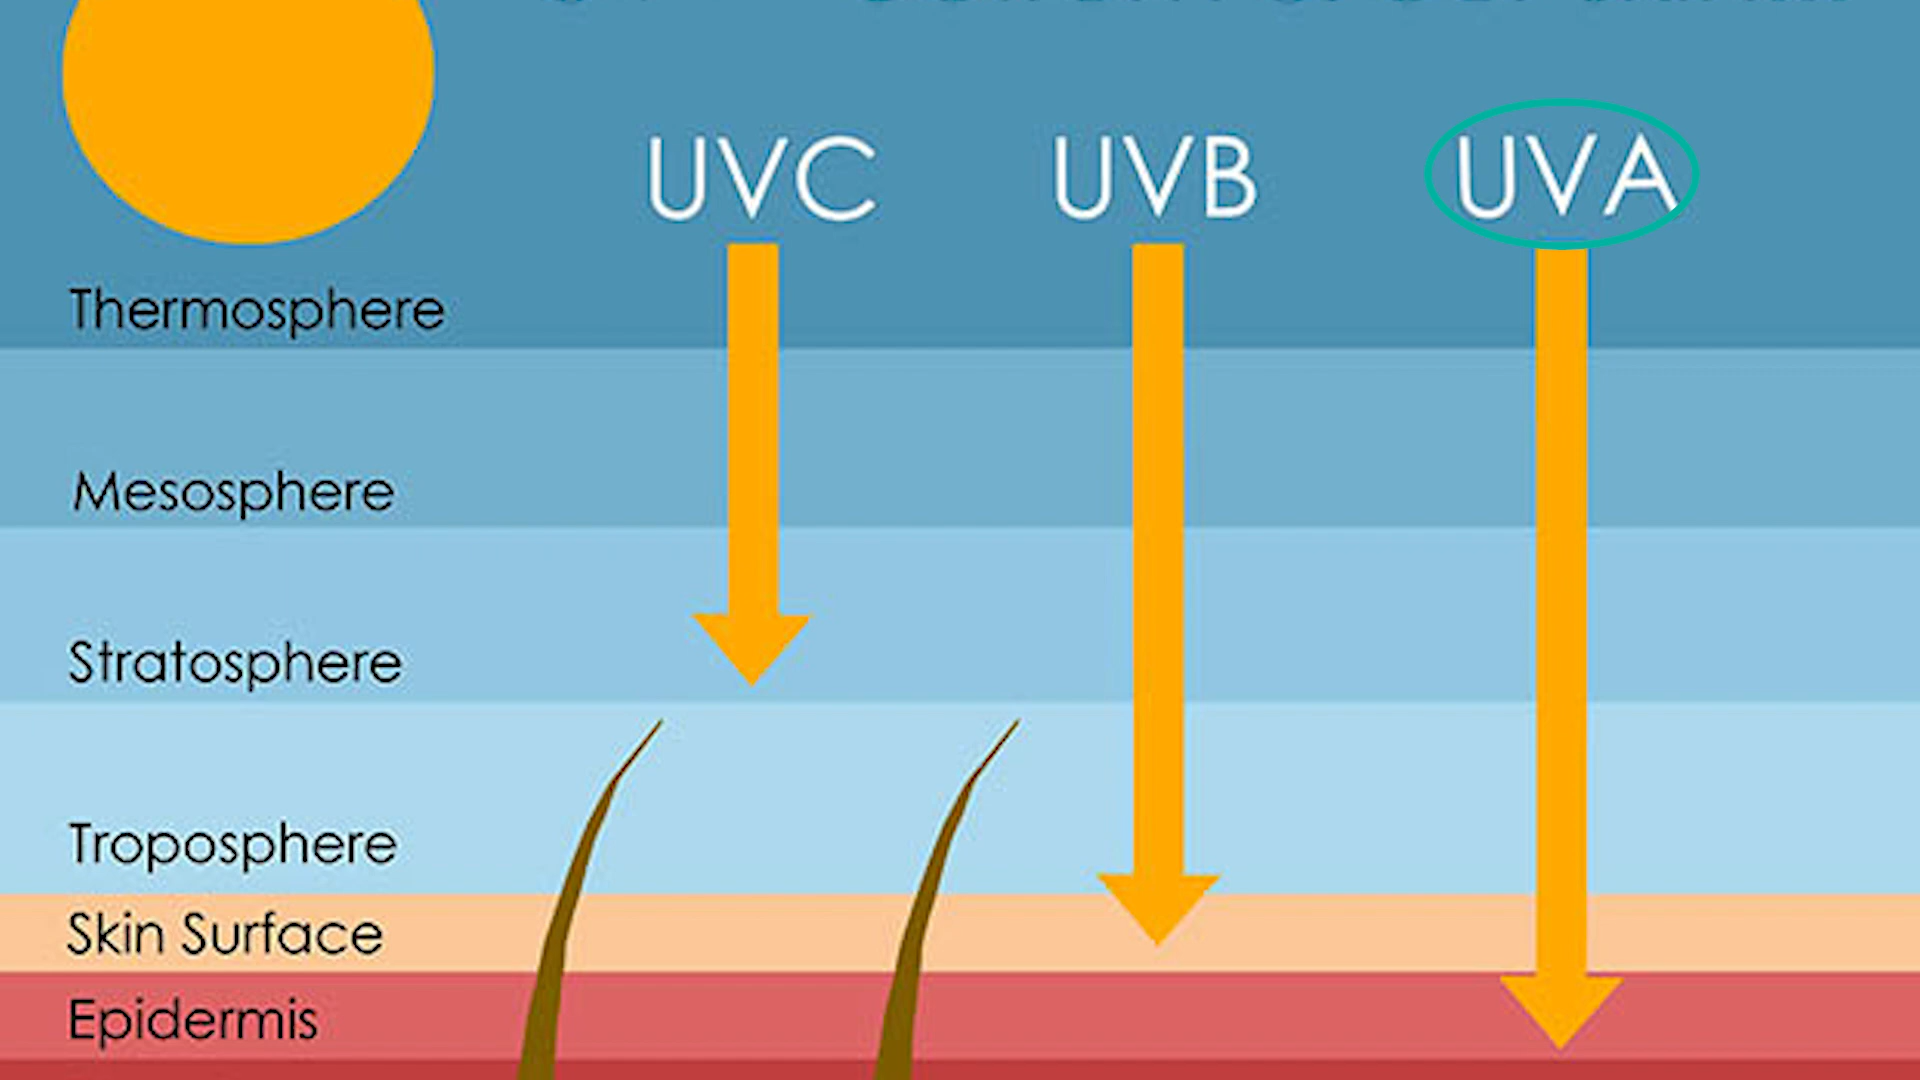 UVC UVB UVA
Thermosphere
Mesosphere
Stratosphere
Troposphere
Skin Surface
Epidermis